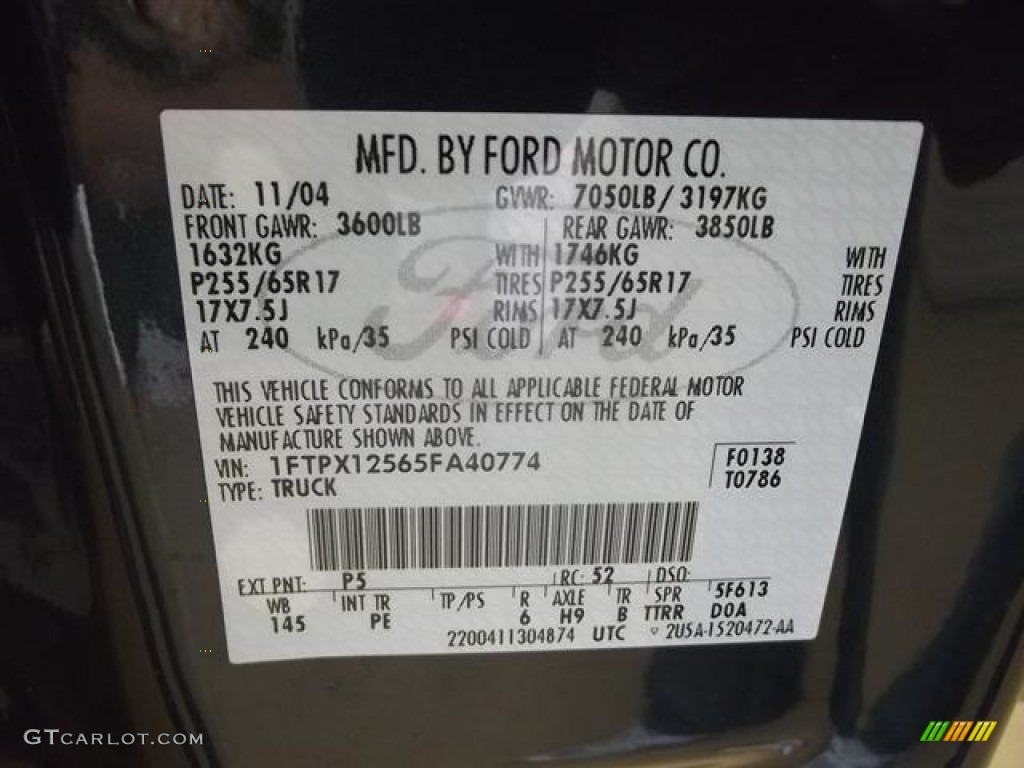 MFD. BY FORD MOTOR CO.
DATE: 11/04 GVWR: 7050LB/3197KG
FRONT GAWR: 3600LB REAR GAWR: 3850LB
1632KG WITH 1746KG WITH
P255/65R17 TIRES P255/65R17 TIRES
17X7.5J RIMS 17X7.5J RIMS
AT 240 kPa/35 PSI COLD AT 240 kPa/35 PSI COLD
Ford
THIS VEHICLE CONFORMS TO ALL APPLICABLE FEDERAL MOTOR
VEHICLE SAFETY STANDARDS IN EFFECT ON THE DATE OF
MANUFACTURE SHOWN ABOVE.
VIN: 1FTPX12565FA40774 F0138
TYPE: TRUCK T0786
EXT PNT: P5 RC: 52 DSO:
WB INT TR TP/PS R AXLE TR SPR 5F613
145 PE 6 H9 B TTRR DOA
2200411304874 UTC 2U5A-1520472-AA
GTCARLOT.COM